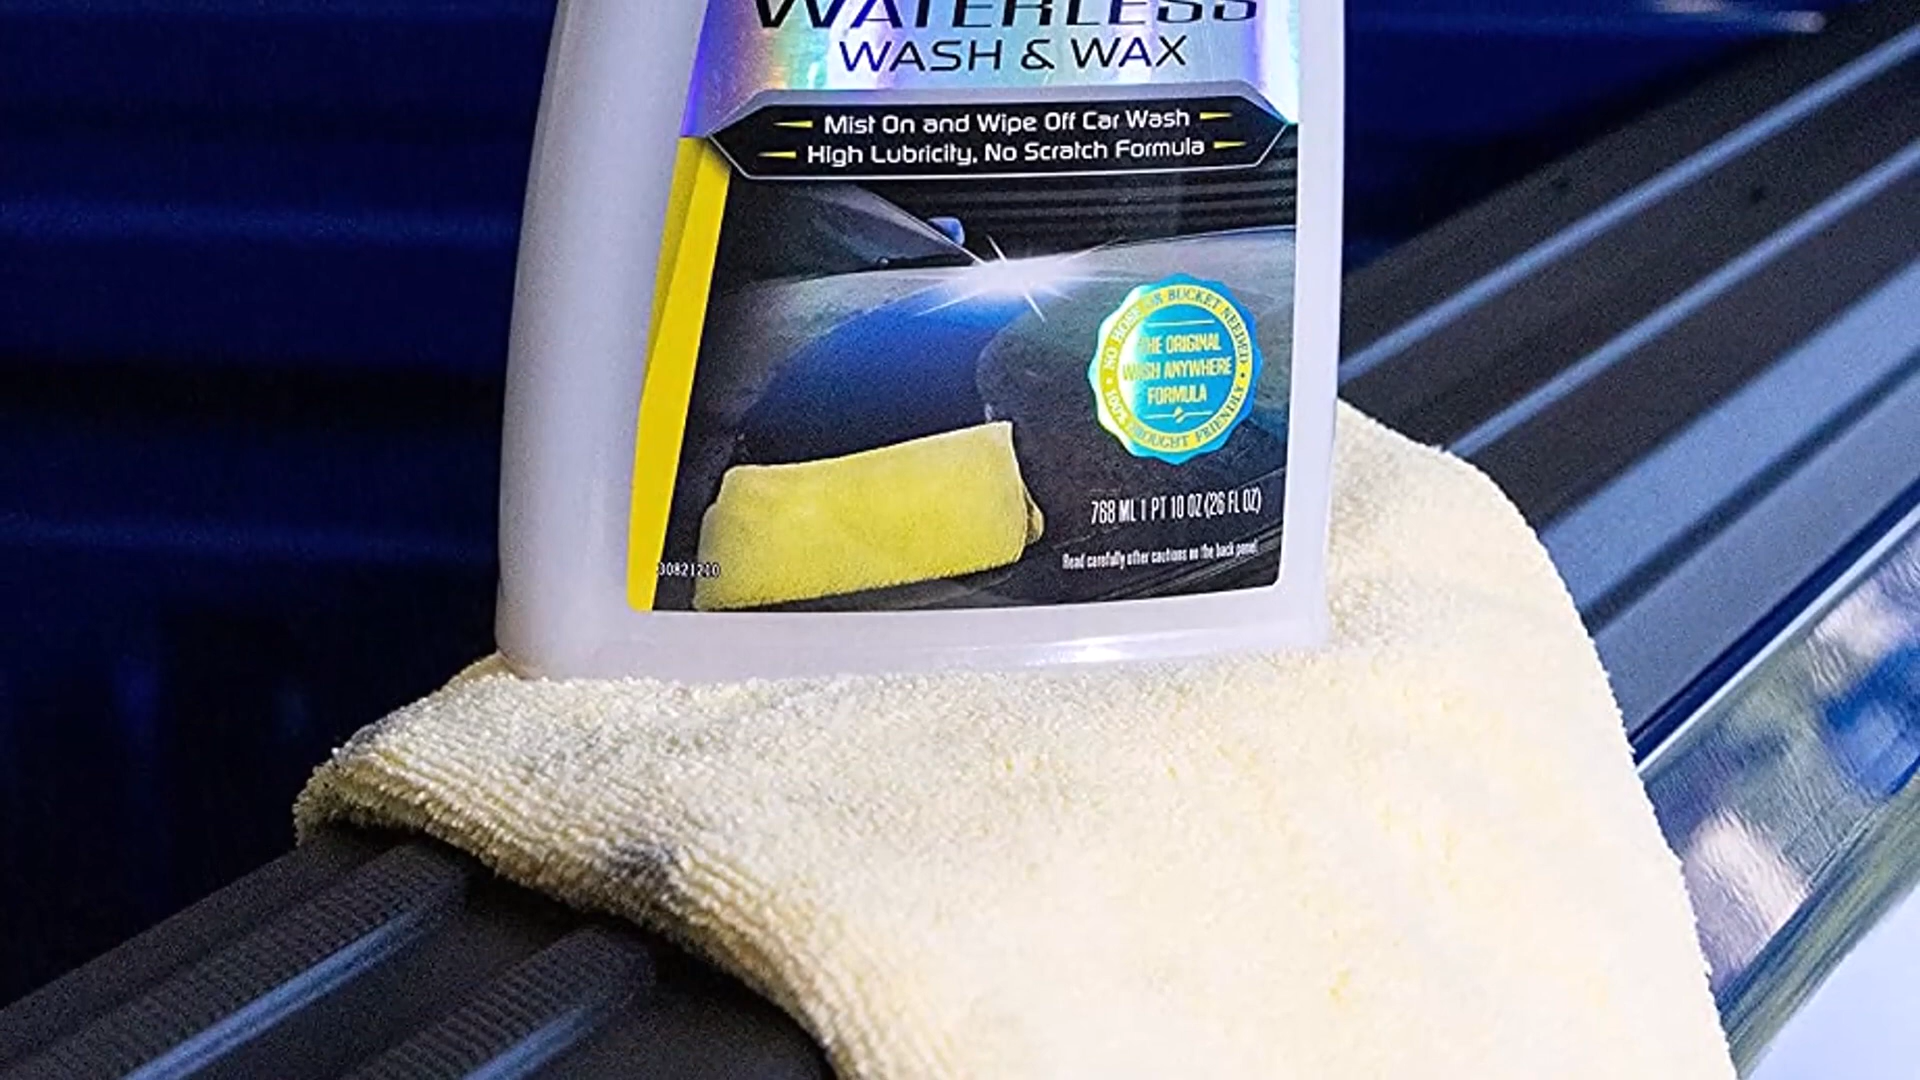 WATERLESS
WASH & WAX
Mist On and Wipe Off Car Wash
High Lubricity, No Scratch Formula
NO HOSE OR BUCKET NEEDED
THE ORIGINAL
WASH ANYWHERE
FORMULA
100% DROUGHT FRIENDLY
768 ML 1 PT 10 OZ (26 FL OZ)
Read carefully other cautions on the back panel
30821210